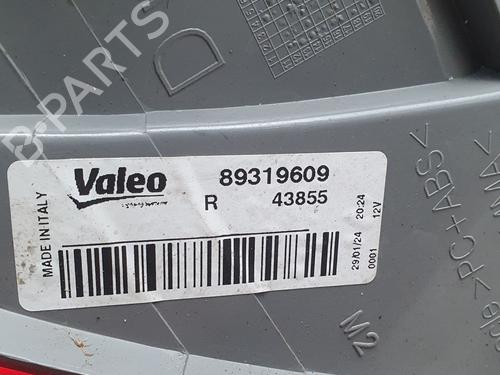 B-PARTS
D
Valeo
89319609
R 43855
MADE IN ITALY
29/01/24 20:24
0001 12V
M2
>PC+ABS<